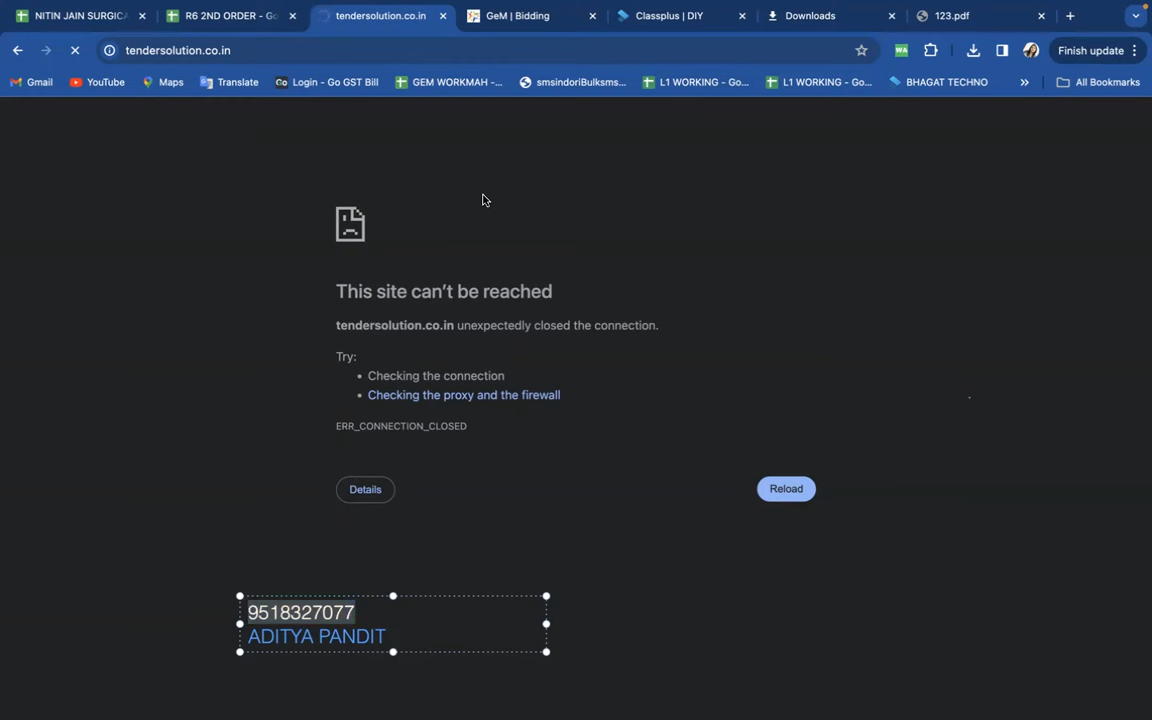 NITIN JAIN SURGICA
R6 2ND ORDER - Go
tendersolution.co.in
GeM | Bidding
Classplus | DIY
Downloads
123.pdf
tendersolution.co.in
WA
Finish update
Gmail
YouTube
Maps
Translate
Co Login - Go GST Bill
GEM WORKMAH -...
smsindoriBulksms...
L1 WORKING - Go...
L1 WORKING - Go...
BHAGAT TECHNO
»
All Bookmarks
This site can't be reached
tendersolution.co.in unexpectedly closed the connection.
Try:
• Checking the connection
• Checking the proxy and the firewall
ERR_CONNECTION_CLOSED
Details
Reload
9518327077
ADITYA PANDIT